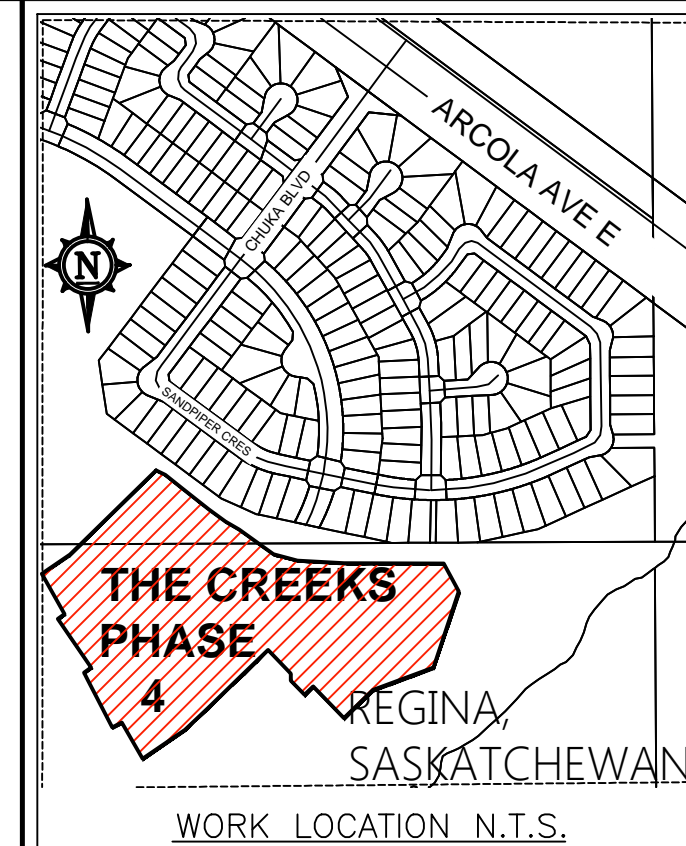 ARCOLA AVE E
CHUKA BLVD
N
SANDPIPER CRES
THE CREEKS
PHASE
4
REGINA,
SASKATCHEWAN
WORK LOCATION N.T.S.